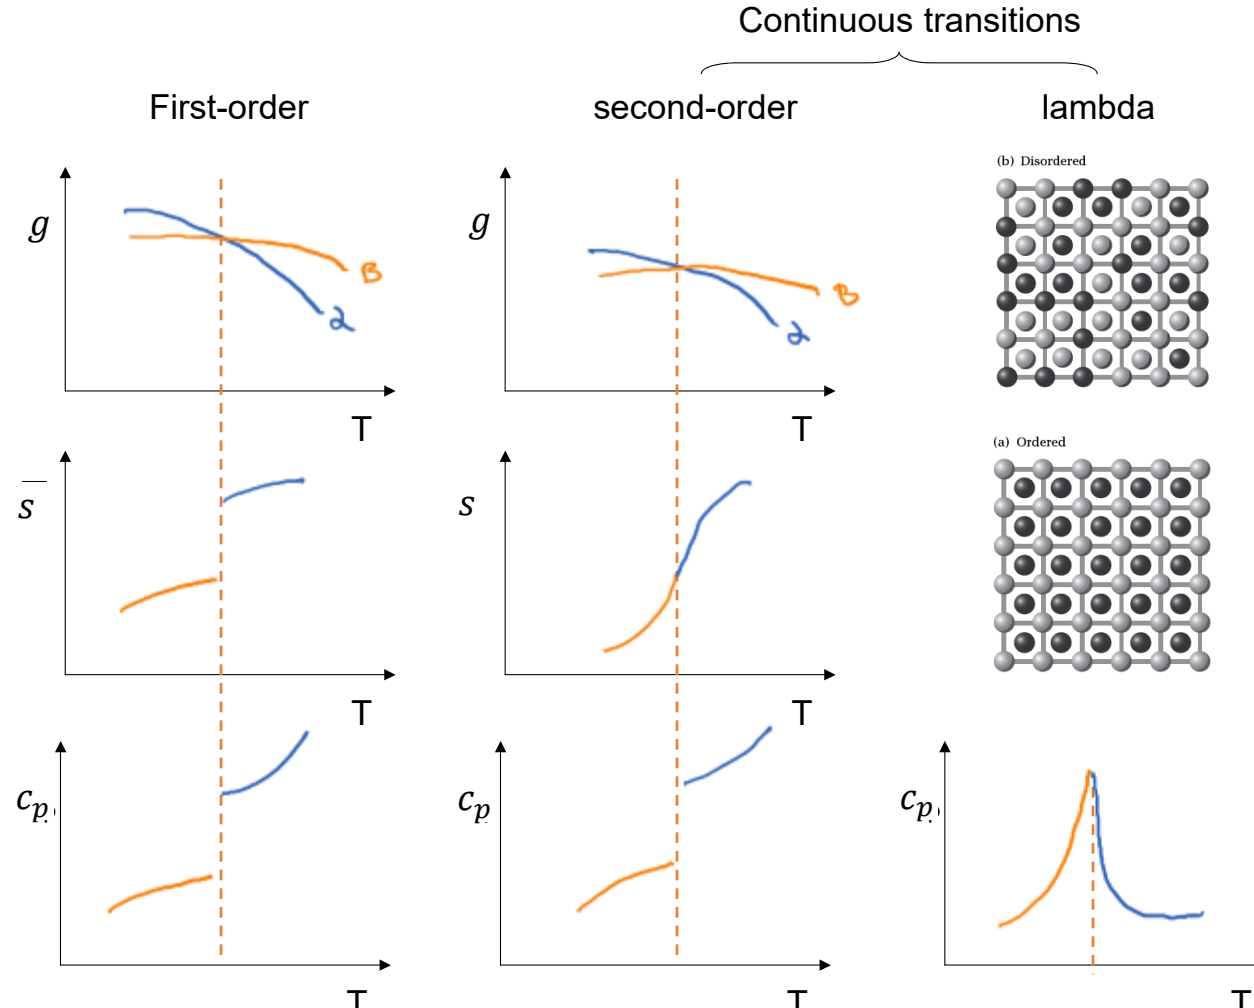 Continuous transitions
First-order
second-order
lambda
(b) Disordered
g
B
2
T
g
B
2
T
(a) Ordered
s
T
s
T
c_p
T
c_p
T
c_p
T